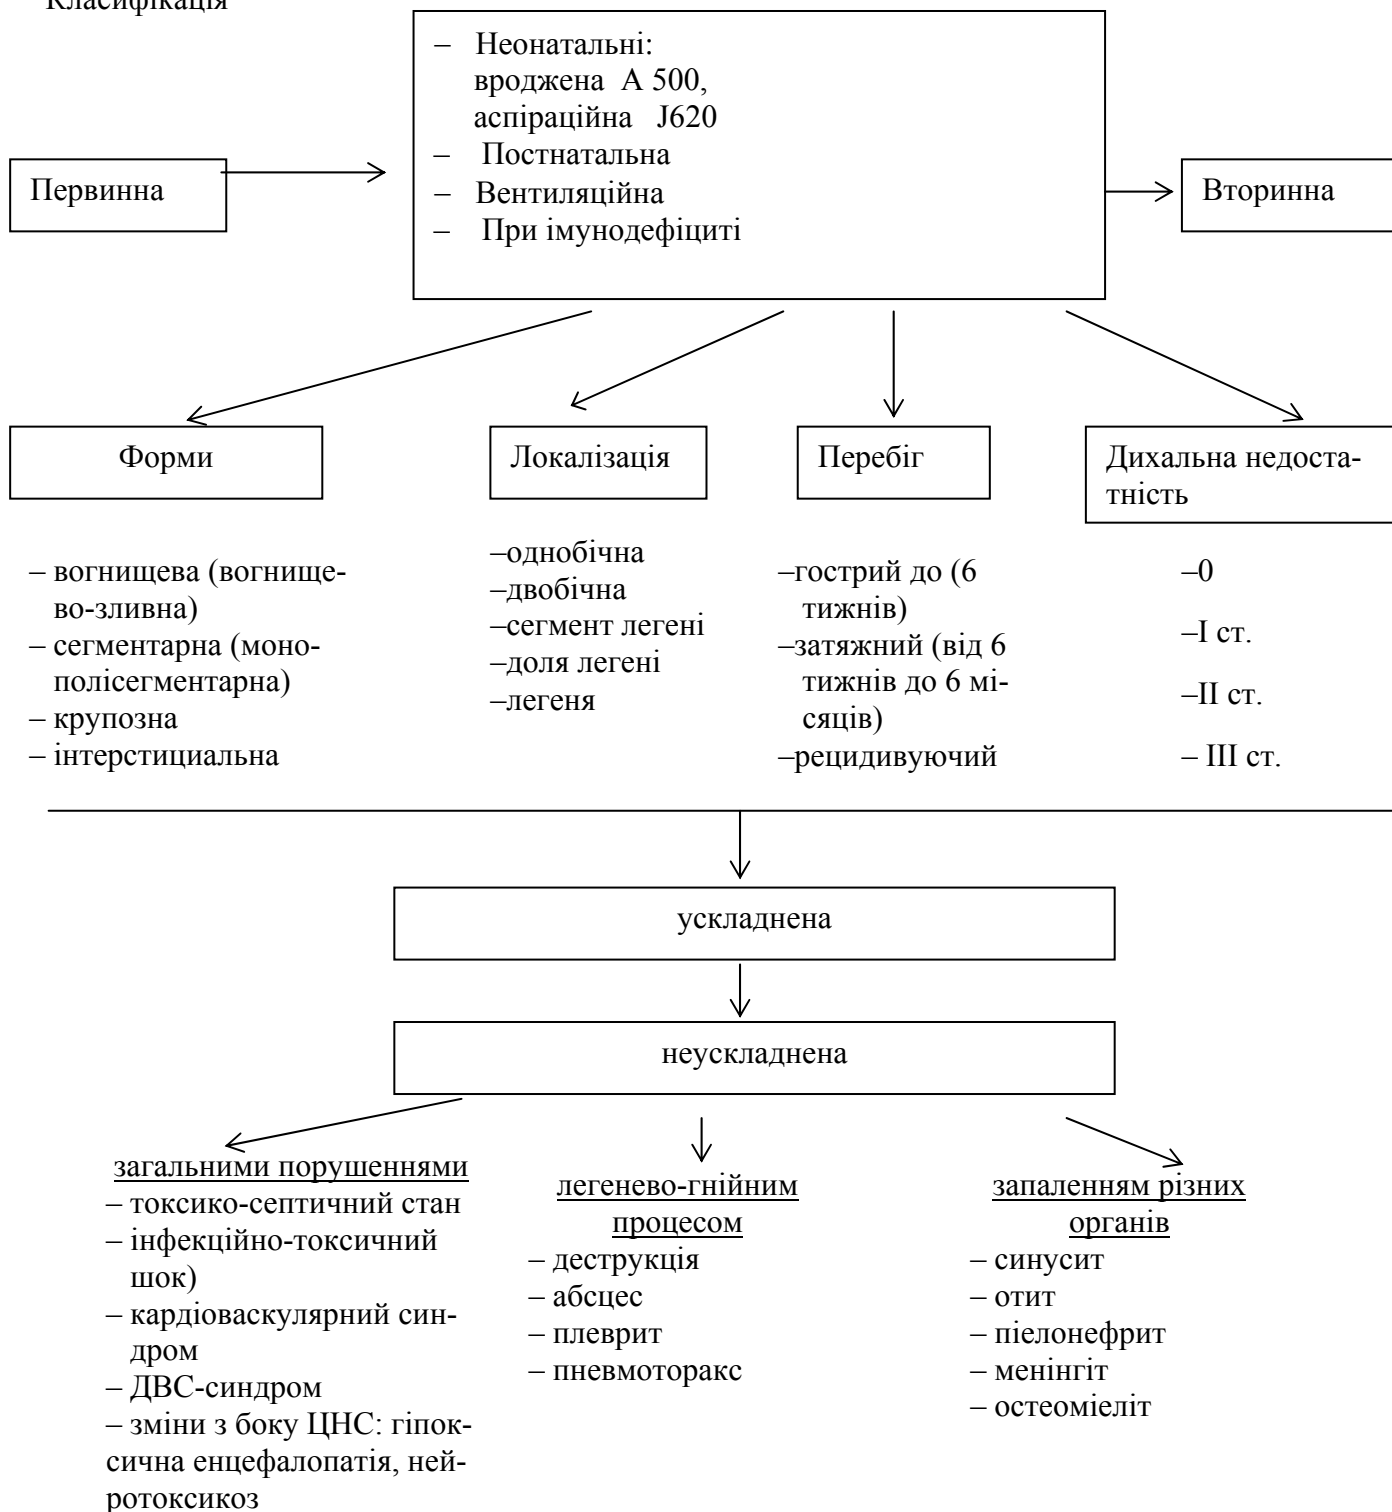 Класифікація
– Неонатальні:
вроджена А 500,
аспіраційна J620
– Постнатальна
– Вентиляційна
– При імунодефіциті
Первинна
Вторинна
Форми
Локалізація
Перебіг
Дихальна недоста-
тність
– вогнищева (вогнище-
во-зливна)
– сегментарна (моно-
полісегментарна)
– крупозна
– інтерстициальна
–однобічна
–двобічна
–сегмент легені
–доля легені
–легеня
–гострий до (6
тижнів)
–затяжний (від 6
тижнів до 6 мі-
сяців)
–рецидивуючий
–0
–I ст.
–II ст.
– III ст.
ускладнена
неускладнена
загальними порушеннями
– токсико-септичний стан
– інфекційно-токсичний
шок)
– кардіоваскулярний син-
дром
– ДВС-синдром
– зміни з боку ЦНС: гіпок-
сична енцефалопатія, ней-
ротоксикоз
легенево-гнійним
процесом
– деструкція
– абсцес
– плеврит
– пневмоторакс
запаленням різних
органів
– синусит
– отит
– піелонефрит
– менінгіт
– остеоміеліт